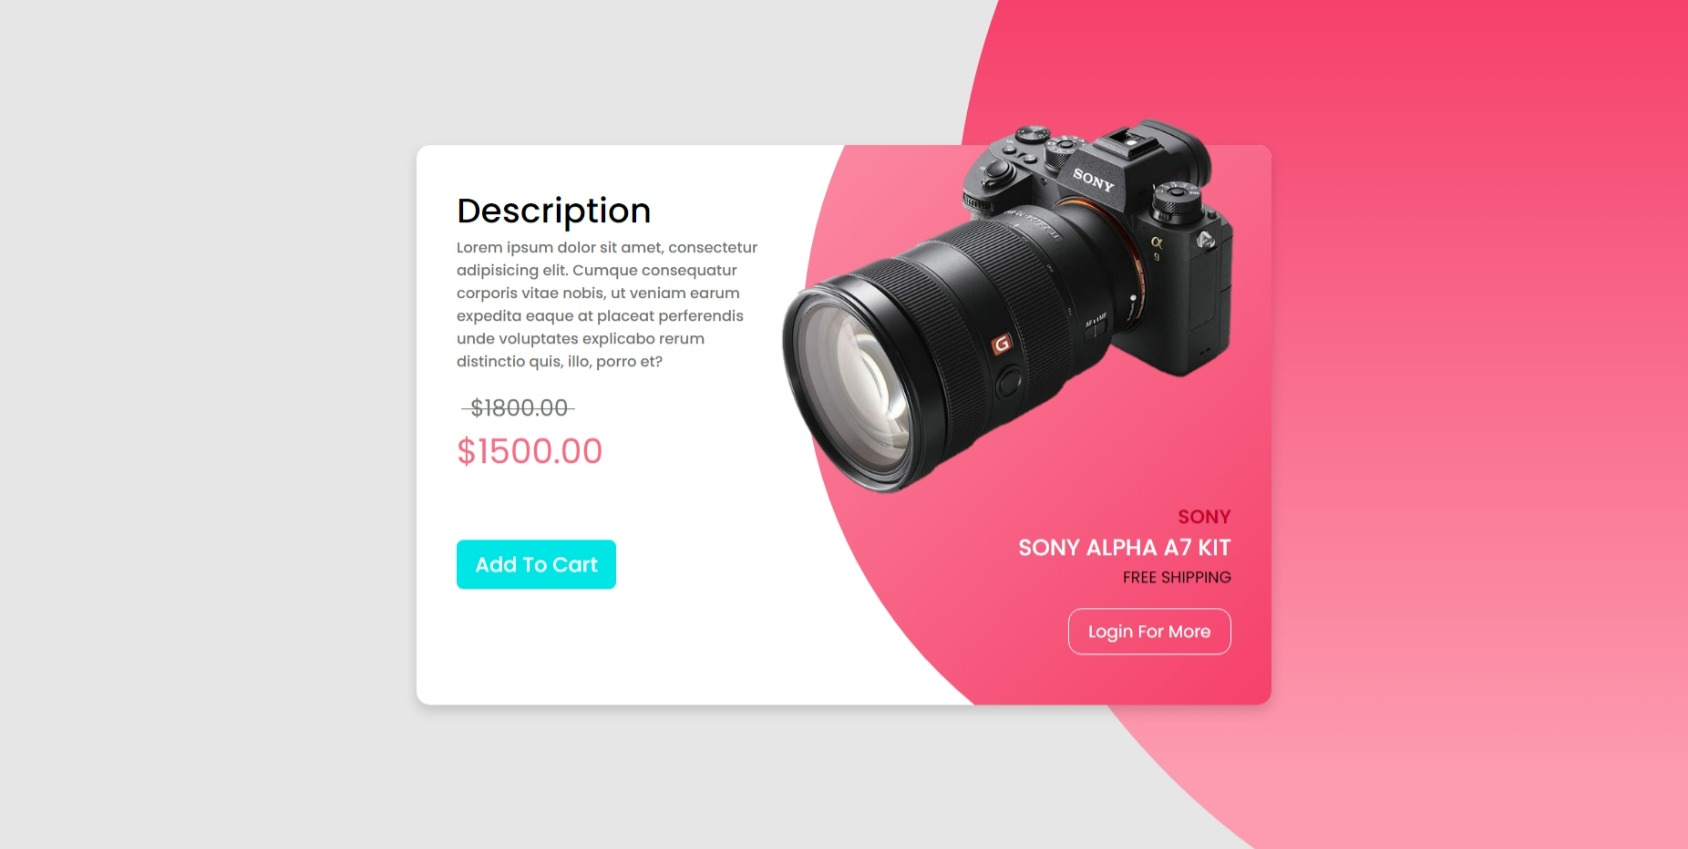 Description
Lorem ipsum dolor sit amet, consectetur
adipisicing elit. Cumque consequatur
corporis vitae nobis, ut veniam earum
expedita eaque at placeat perferendis
unde voluptates explicabo rerum
distinctio quis, illo, porro et?
$1800.00
$1500.00
Add To Cart
SONY
α
9
G
SONY
SONY ALPHA A7 KIT
FREE SHIPPING
Login For More